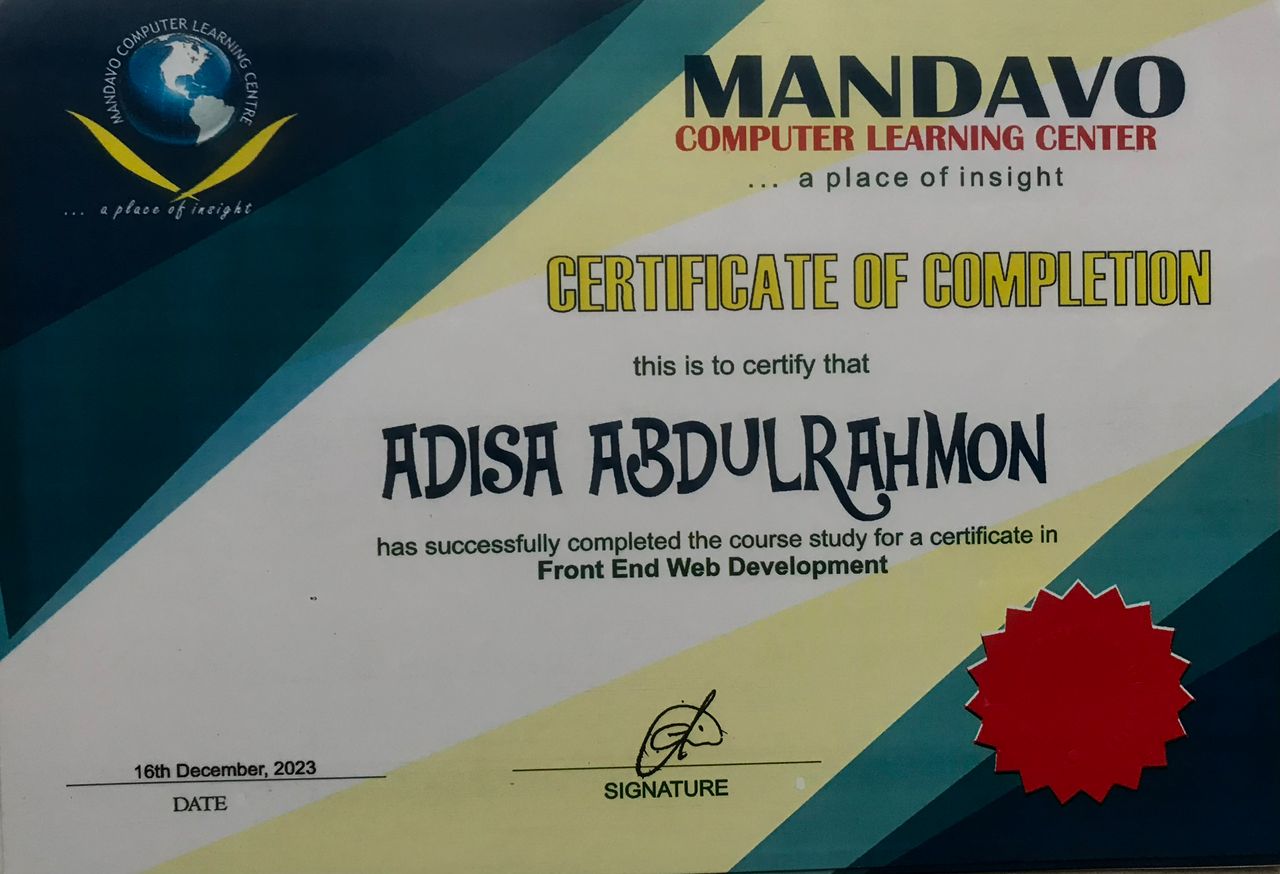 MANDAVO COMPUTER LEARNING CENTRE
... a place of insight
MANDAVO
COMPUTER LEARNING CENTER
... a place of insight
CERTIFICATE OF COMPLETION
this is to certify that
ADISA ABDULRAHMON
has successfully completed the course study for a certificate in
Front End Web Development
16th December, 2023
DATE
SIGNATURE